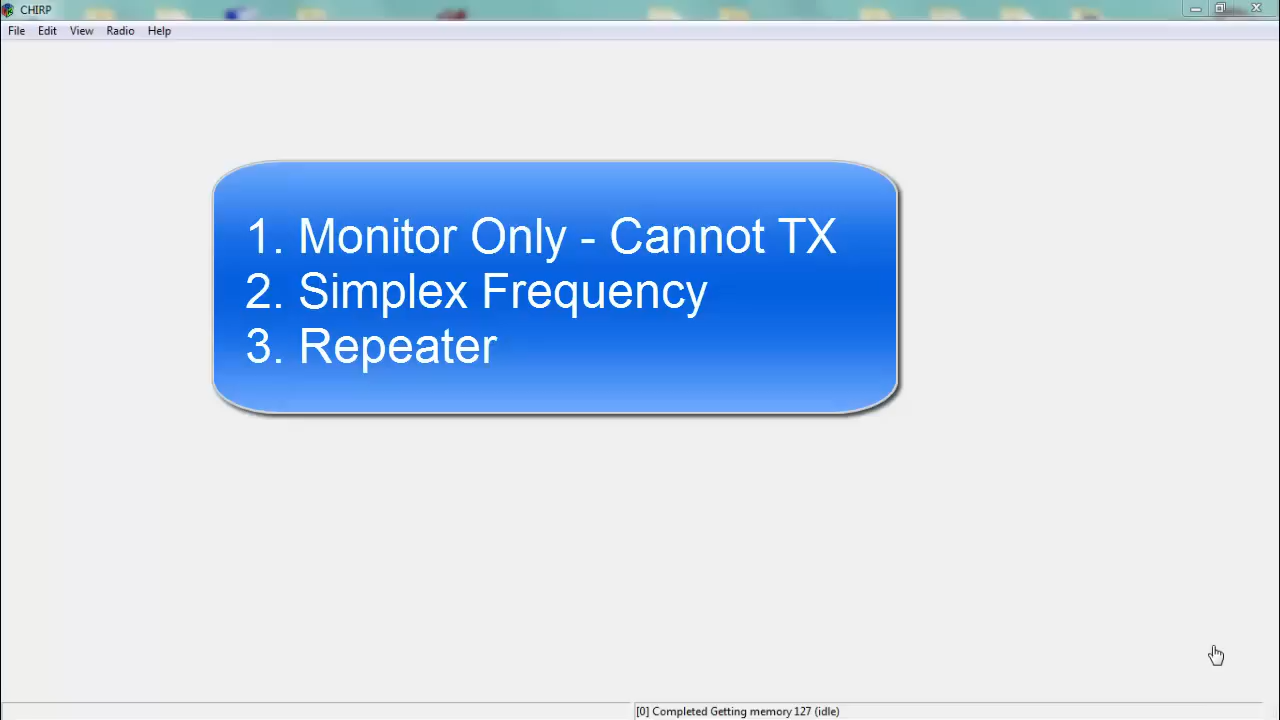 CHIRP
File Edit View Radio Help
1. Monitor Only - Cannot TX
2. Simplex Frequency
3. Repeater
[0] Completed Getting memory 127 (idle)